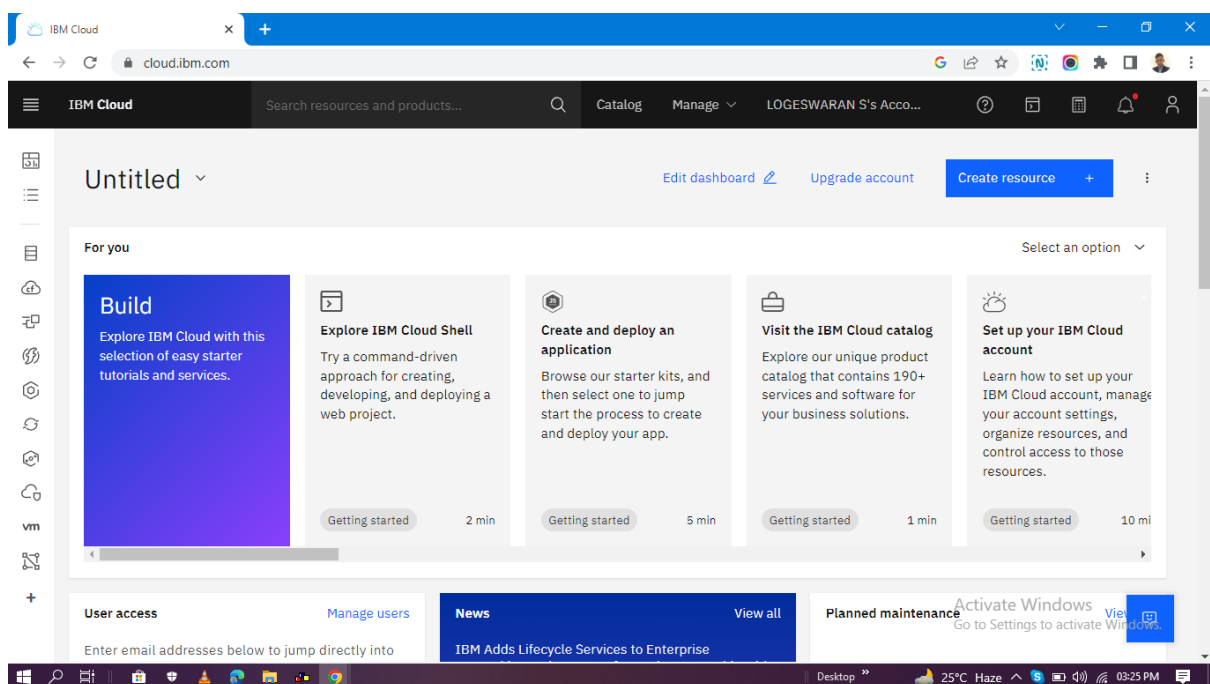 IBM Cloud
cloud.ibm.com
IBM Cloud
Search resources and products...
Catalog
Manage
LOGESWARAN S's Acco...
Untitled
Edit dashboard
Upgrade account
Create resource +
For you
Select an option
Build
Explore IBM Cloud with this
selection of easy starter
tutorials and services.
Explore IBM Cloud Shell
Try a command-driven
approach for creating,
developing, and deploying a
web project.
Getting started
2 min
Create and deploy an
application
Browse our starter kits, and
then select one to jump
start the process to create
and deploy your app.
Getting started
5 min
Visit the IBM Cloud catalog
Explore our unique product
catalog that contains 190+
services and software for
your business solutions.
Getting started
1 min
Set up your IBM Cloud
account
Learn how to set up your
IBM Cloud account, manage
your account settings,
organize resources, and
control access to those
resources.
Getting started
10 mi
vm
User access
Manage users
Enter email addresses below to jump directly into
News
View all
IBM Adds Lifecycle Services to Enterprise
Planned maintenance
Activate Windows
Go to Settings to activate Windows.
Desktop
25°C Haze
03:25 PM